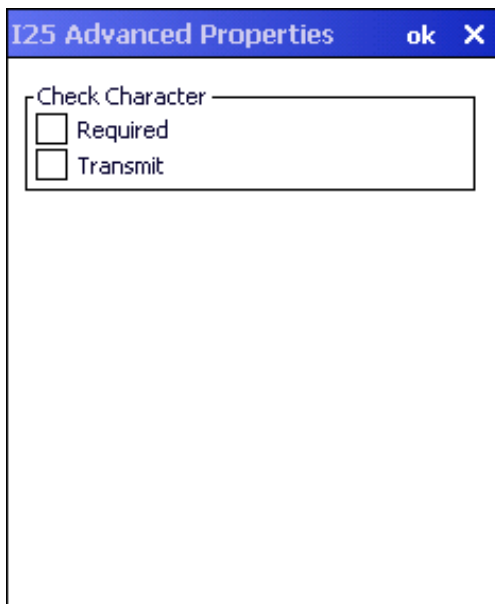 I25 Advanced Properties ok X
Check Character
Required
Transmit